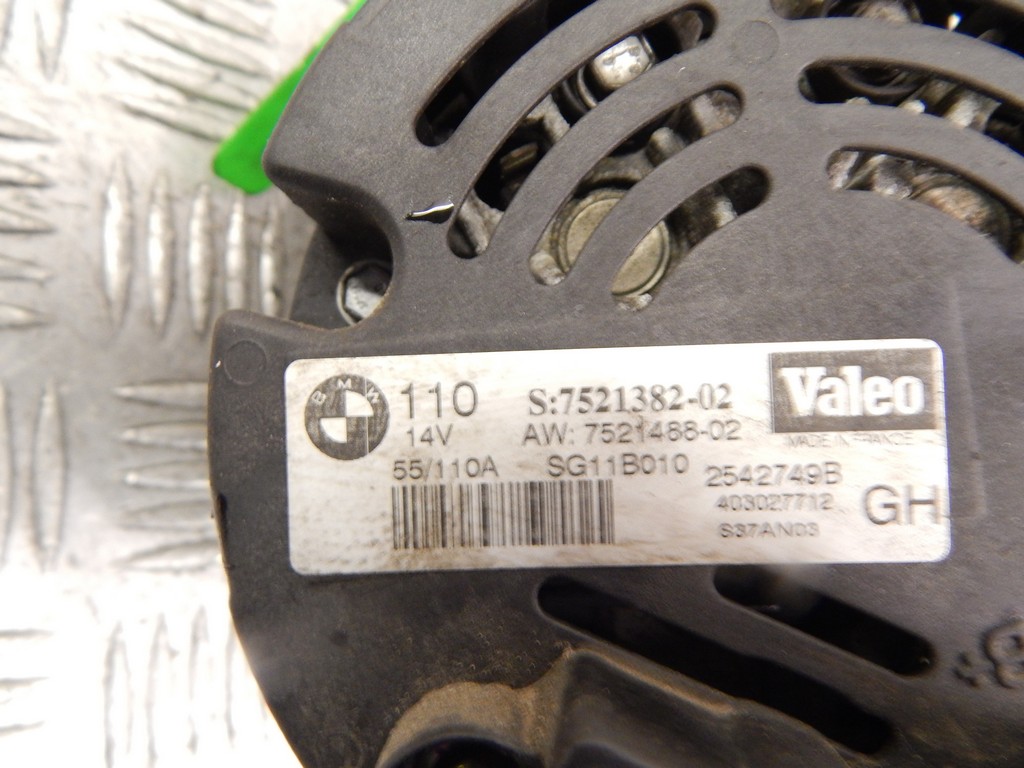 BMW
110
S:7521382-02
Valeo
14V
AW: 7521488-02
MADE IN FRANCE
55/110A
SG11B010
2542749B
403027712
GH
S37AN03